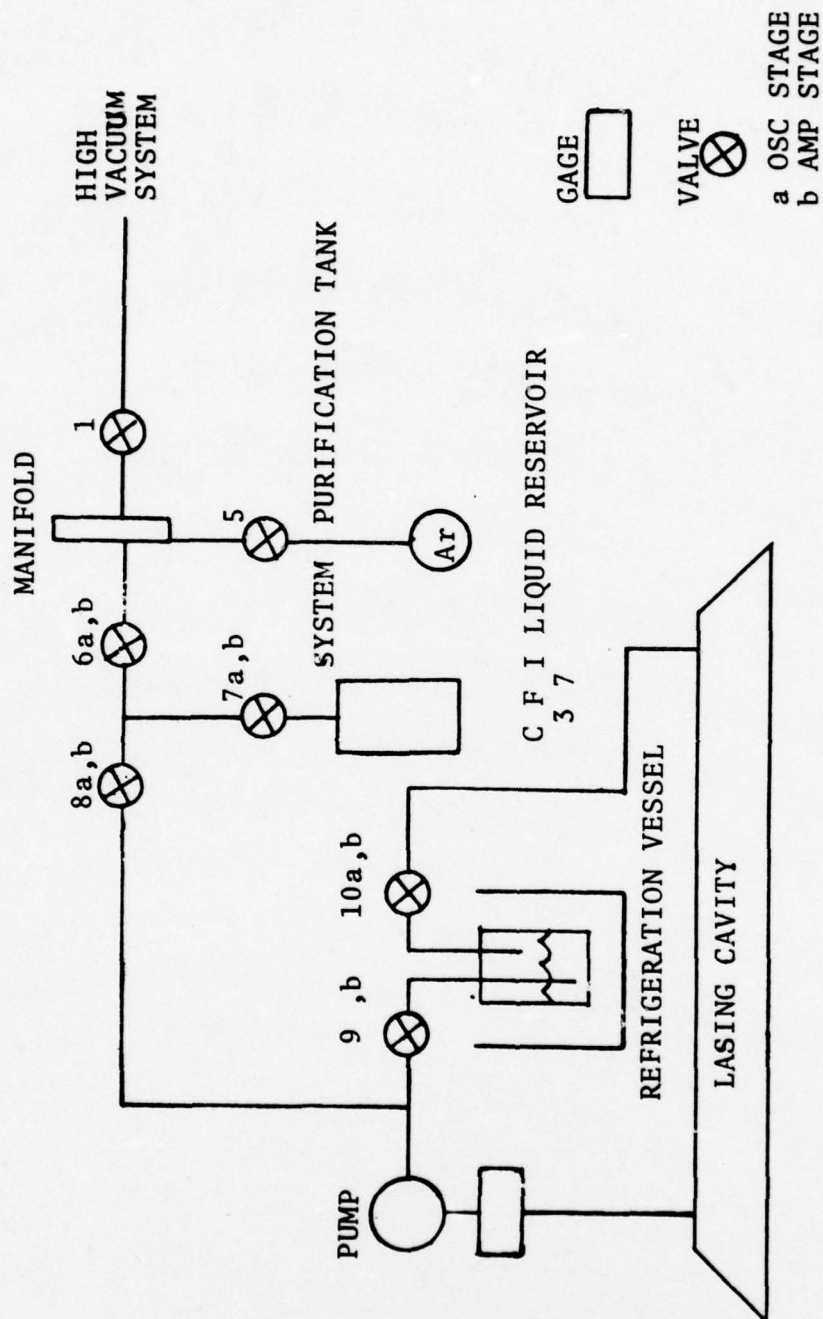 MANIFOLD
HIGH
VACUUM
SYSTEM
1
6a,b
8a,b
5
7a,b
SYSTEM PURIFICATION TANK
Ar
10a,b
9 ,b
C F I LIQUID RESERVOIR
3 7
PUMP
REFRIGERATION VESSEL
LASING CAVITY
GAGE
VALVE
a OSC STAGE
b AMP STAGE